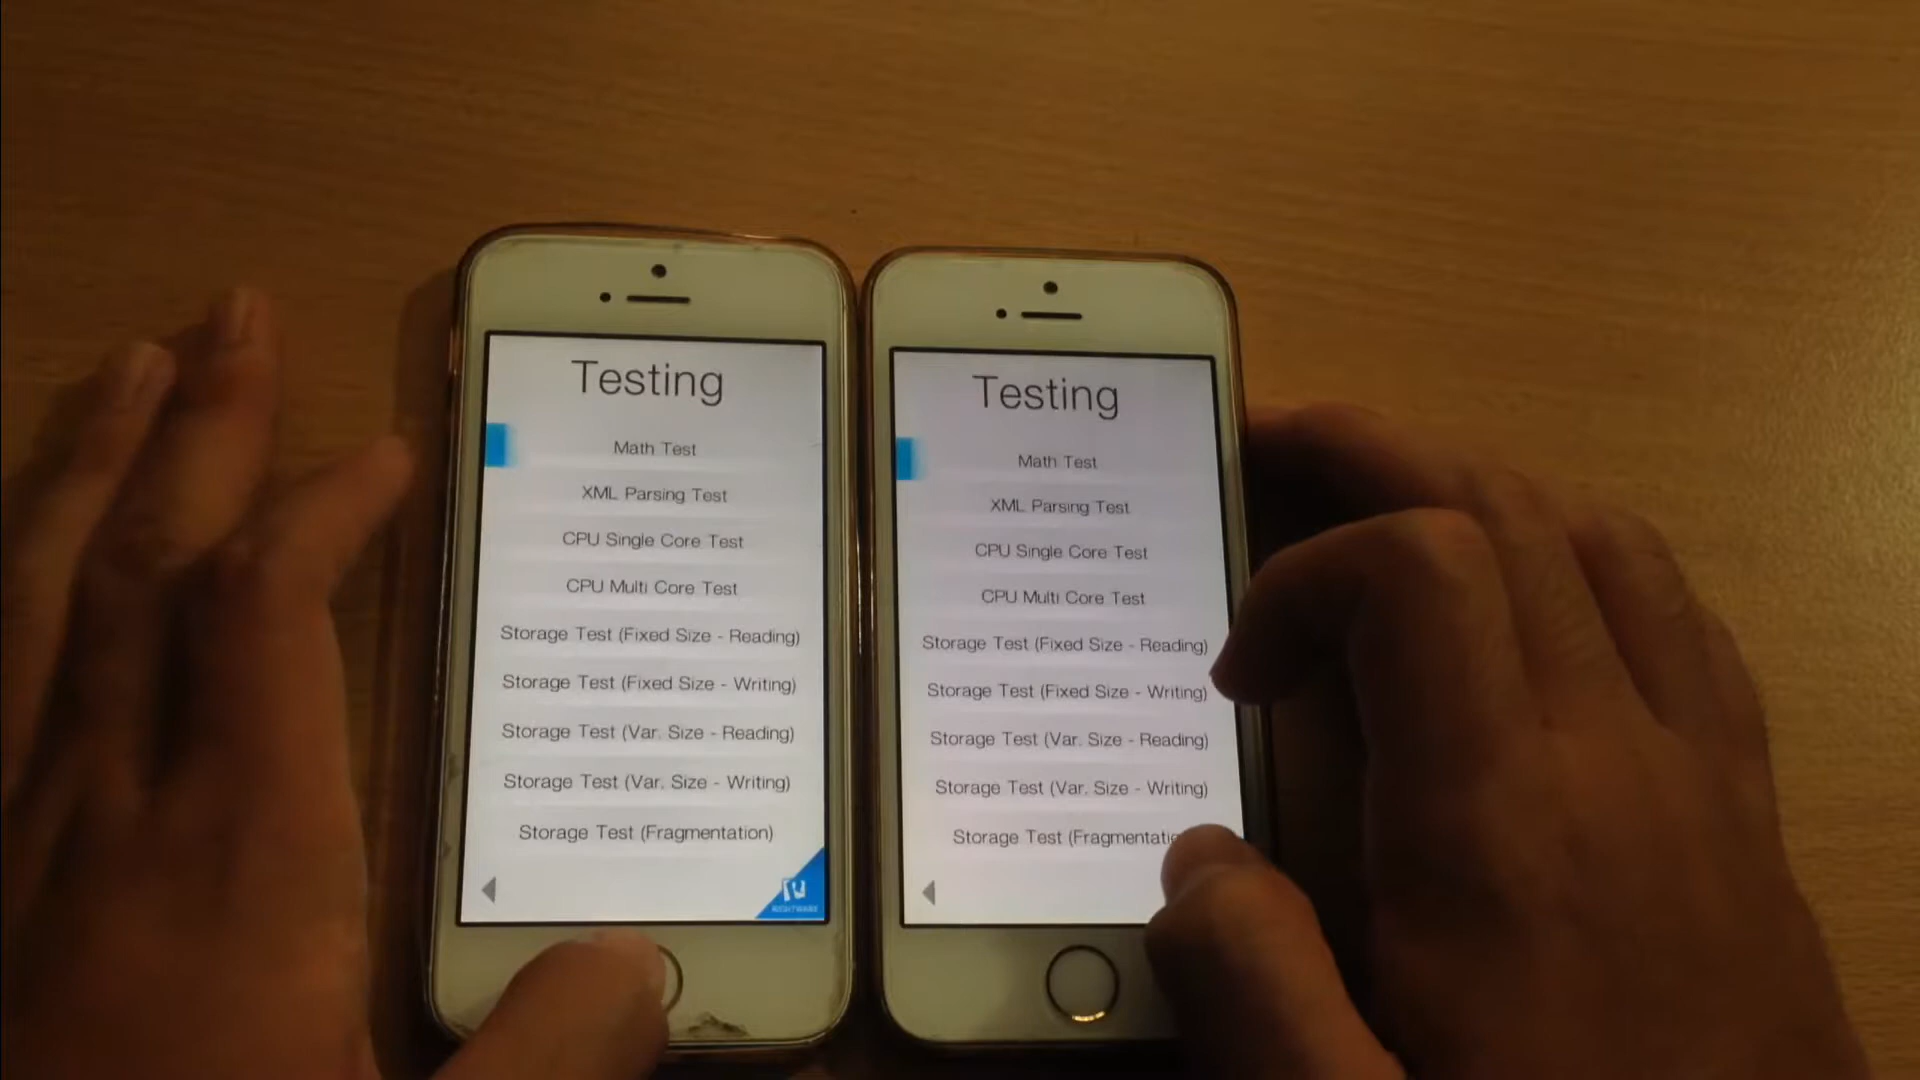 Testing
Math Test
XML Parsing Test
CPU Single Core Test
CPU Multi Core Test
Storage Test (Fixed Size - Reading)
Storage Test (Fixed Size - Writing)
Storage Test (Var. Size - Reading)
Storage Test (Var. Size - Writing)
Storage Test (Fragmentation)
RIGHTWARE
Testing
Math Test
XML Parsing Test
CPU Single Core Test
CPU Multi Core Test
Storage Test (Fixed Size - Reading)
Storage Test (Fixed Size - Writing)
Storage Test (Var. Size - Reading)
Storage Test (Var. Size - Writing)
Storage Test (Fragmentatio